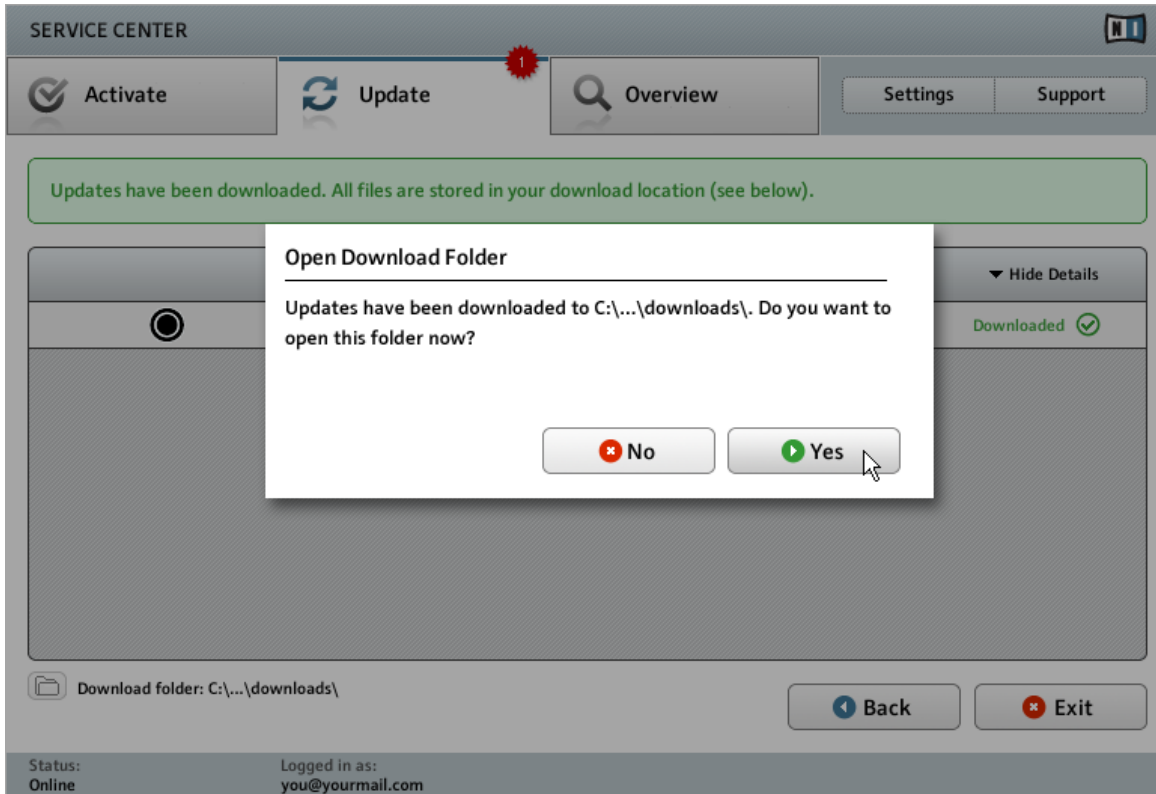 SERVICE CENTER
NI
Activate
Update
1
Overview
Settings
Support
Updates have been downloaded. All files are stored in your download location (see below).
Open Download Folder
Hide Details
Updates have been downloaded to C:\...\downloads\. Do you want to
open this folder now?
Downloaded
No
Yes
Download folder: C:\...\downloads\
Back
Exit
Status:
Logged in as:
Online
you@yourmail.com